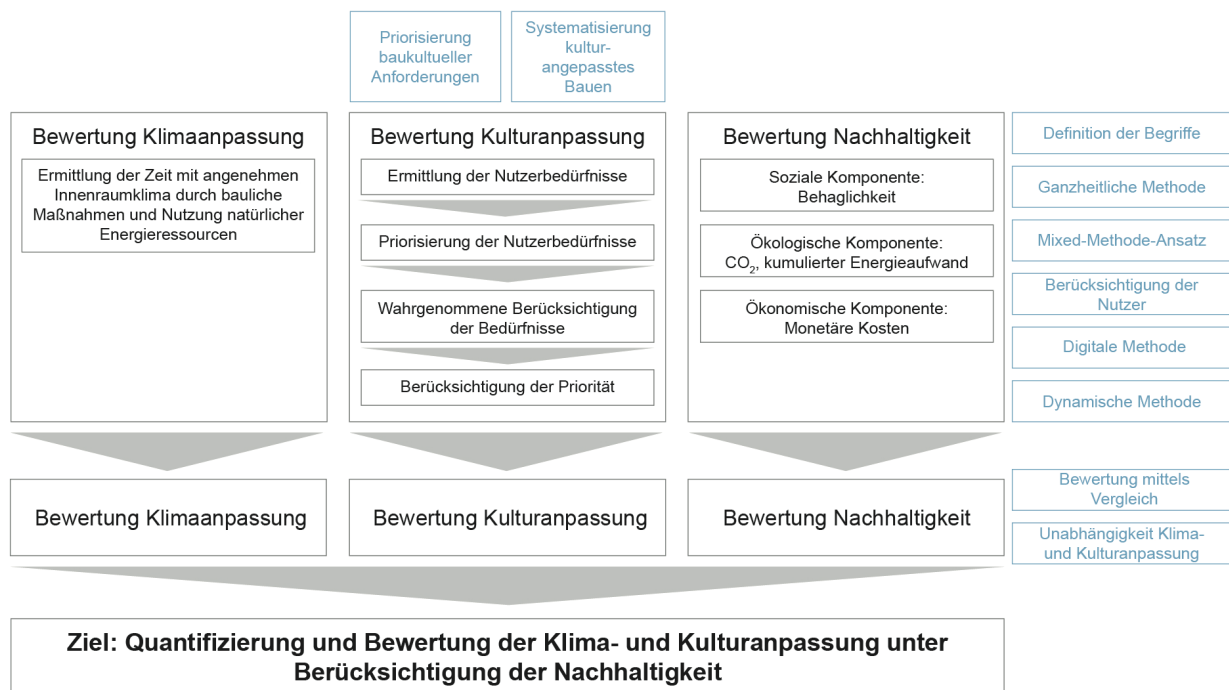 Priorisierung
baukultueller
Anforderungen
Systematisierung
kultur-
angepasstes
Bauen
Bewertung Klimaanpassung
Ermittlung der Zeit mit angenehmen
Innenraumklima durch bauliche
Maßnahmen und Nutzung natürlicher
Energieressourcen
Bewertung Kulturanpassung
Ermittlung der Nutzerbedürfnisse
Priorisierung der Nutzerbedürfnisse
Wahrgenommene Berücksichtigung
der Bedürfnisse
Berücksichtigung der Priorität
Bewertung Nachhaltigkeit
Soziale Komponente:
Behaglichkeit
Ökologische Komponente:
CO₂, kumulierter Energieaufwand
Ökonomische Komponente:
Monetäre Kosten
Definition der Begriffe
Ganzheitliche Methode
Mixed-Methode-Ansatz
Berücksichtigung der
Nutzer
Digitale Methode
Dynamische Methode
Bewertung Klimaanpassung
Bewertung Kulturanpassung
Bewertung Nachhaltigkeit
Bewertung mittels
Vergleich
Unabhängigkeit Klima-
und Kulturanpassung
Ziel: Quantifizierung und Bewertung der Klima- und Kulturanpassung unter
Berücksichtigung der Nachhaltigkeit